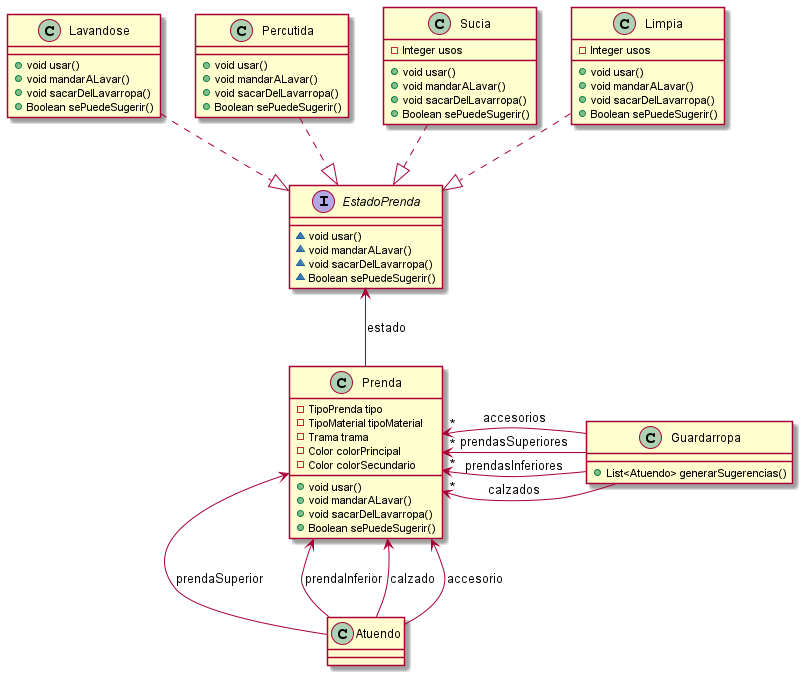 C Lavandose
void usar()
void mandarALavar()
void sacarDelLavarropa()
Boolean sePuedeSugerir()
C Percutida
void usar()
void mandarALavar()
void sacarDelLavarropa()
Boolean sePuedeSugerir()
C Sucia
Integer usos
void usar()
void mandarALavar()
void sacarDelLavarropa()
Boolean sePuedeSugerir()
C Limpia
Integer usos
void usar()
void mandarALavar()
void sacarDelLavarropa()
Boolean sePuedeSugerir()
I EstadoPrenda
void usar()
void mandarALavar()
void sacarDelLavarropa()
Boolean sePuedeSugerir()
estado
C Prenda
TipoPrenda tipo
TipoMaterial tipoMaterial
Trama trama
Color colorPrincipal
Color colorSecundario
void usar()
void mandarALavar()
void sacarDelLavarropa()
Boolean sePuedeSugerir()
* accesorios
* prendasSuperiores
* prendasInferiores
* calzados
C Guardarropa
List<Atuendo> generarSugerencias()
prendaSuperior
prendaInferior
calzado
accesorio
C Atuendo